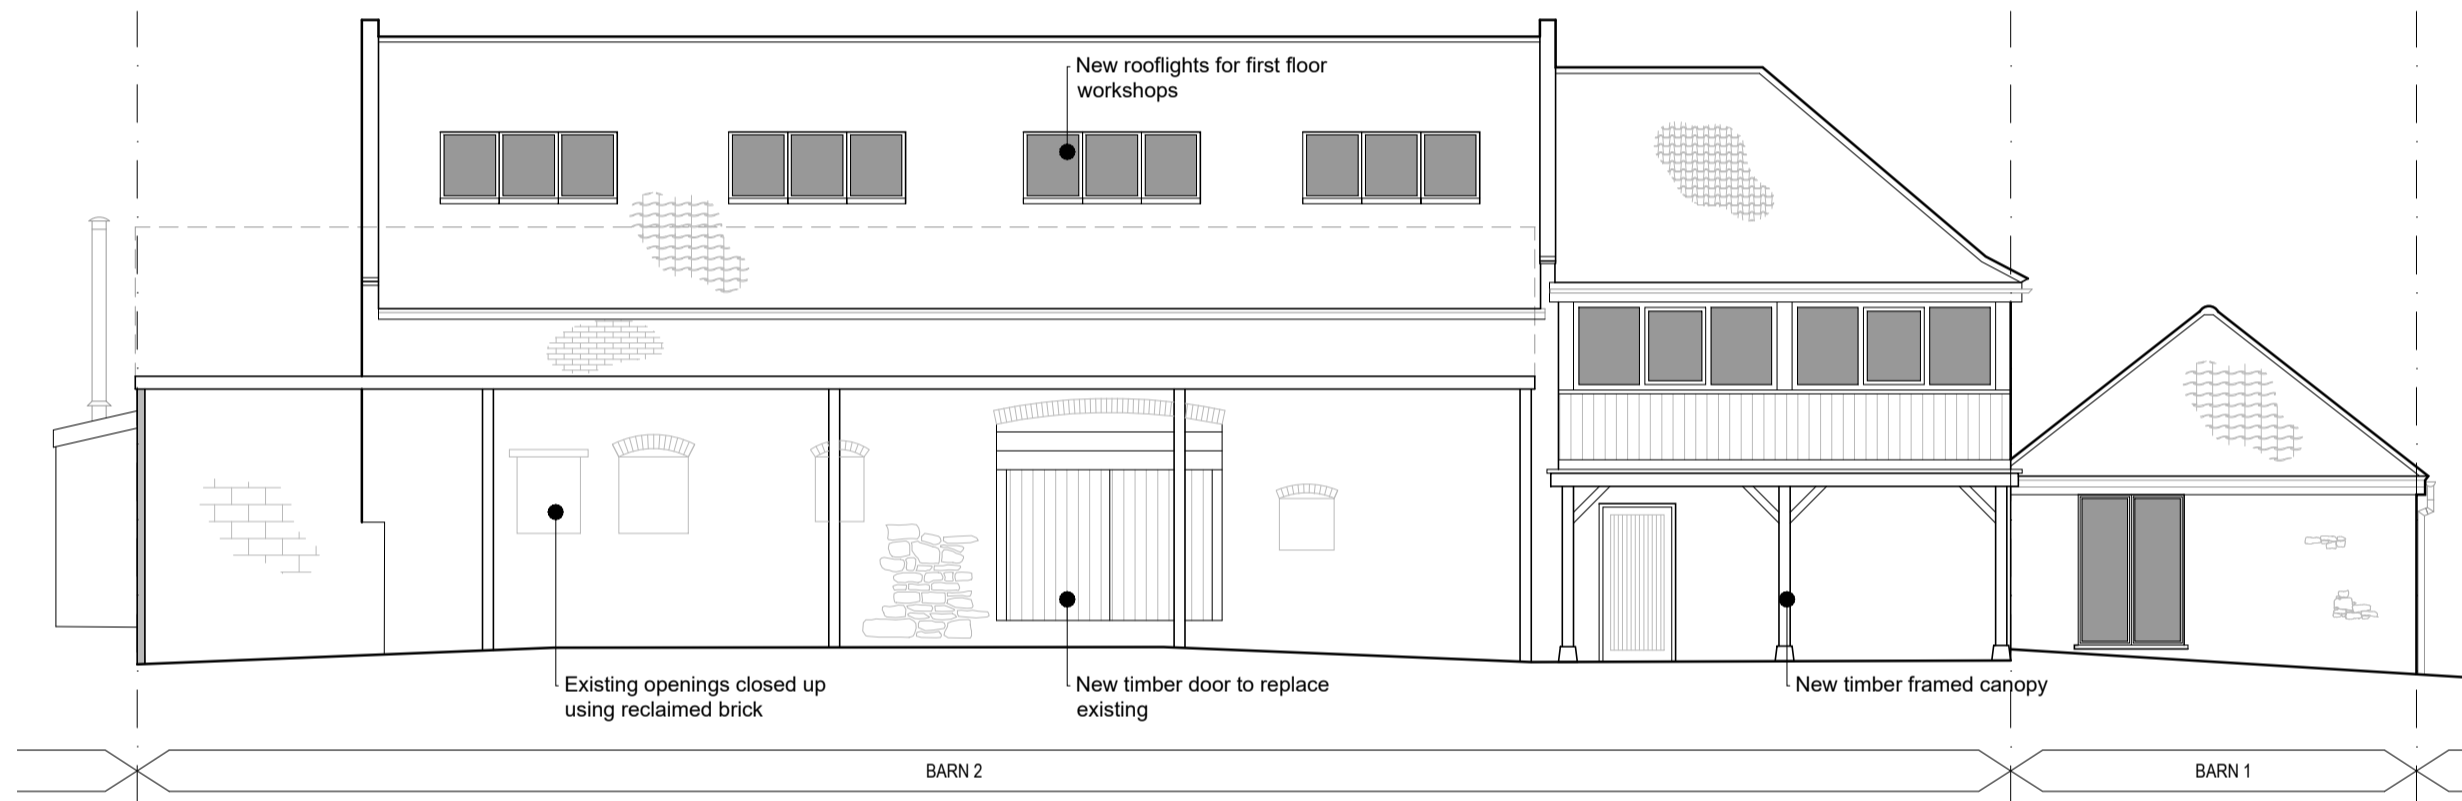 New rooflights for first floor
workshops
Existing openings closed up
using reclaimed brick
New timber door to replace
existing
New timber framed canopy
BARN 2
BARN 1